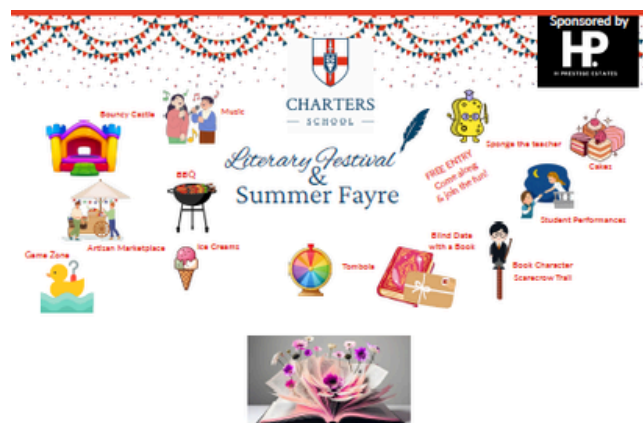 Sponsored by
H.P.
H PRESTIGE ESTATES
CHARTERS
SCHOOL
Literary Festival
&
Summer Fayre
Bouncy Castle
Music
BBQ
Artisan Marketplace
Game Zone
Ice Creams
Tombola
Blind Date
with a Book
Book Character
Scarecrow Trail
Student Performances
Sponge the teacher
Cakes
FREE ENTRY
Come along
& join the fun!